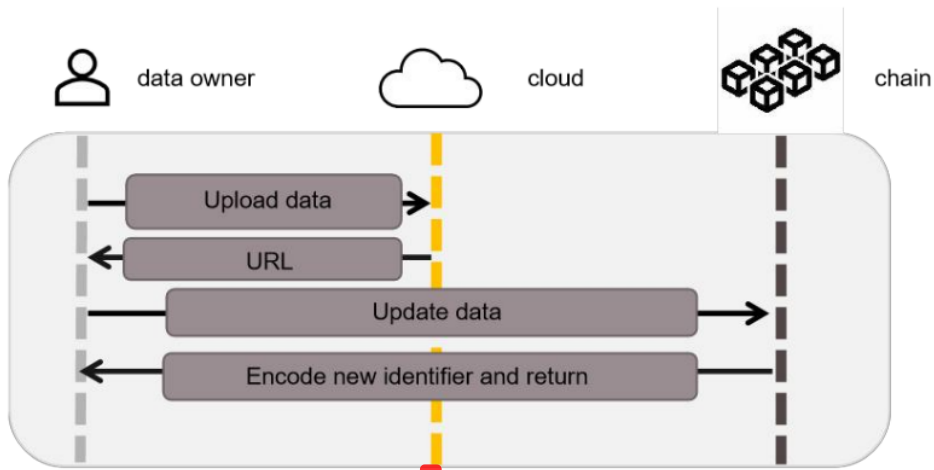 data owner
cloud
chain
Upload data
URL
Update data
Encode new identifier and return